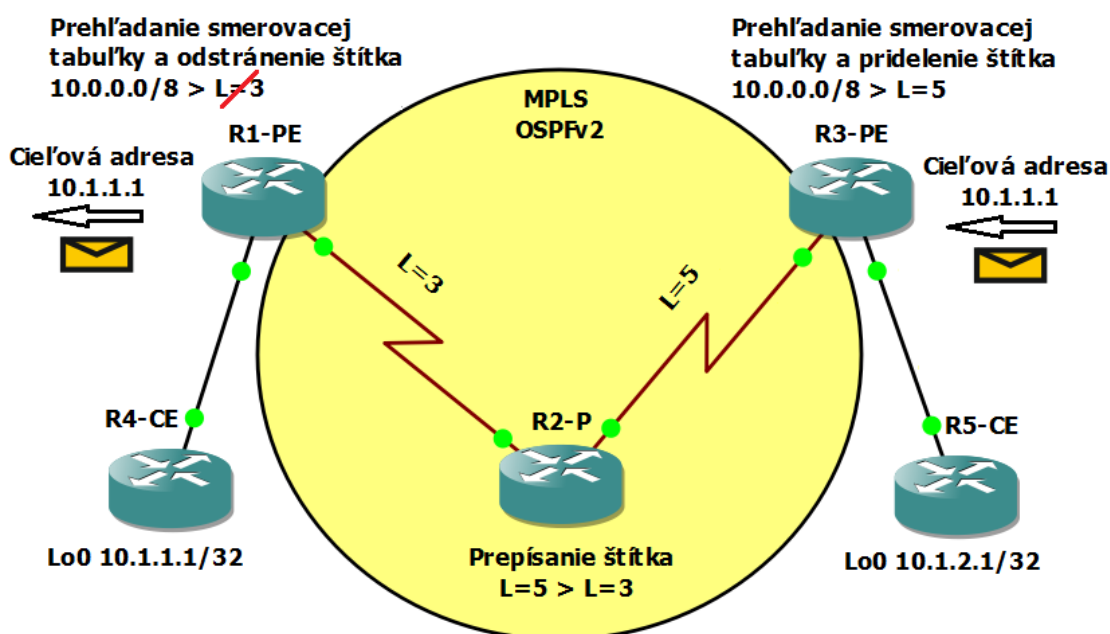 Prehľadanie smerovacej
tabuľky a odstránenie štítka
10.0.0.0/8 > L=3
Prehľadanie smerovacej
tabuľky a pridelenie štítka
10.0.0.0/8 > L=5
MPLS
OSPFv2
R1-PE
R3-PE
Cieľová adresa
10.1.1.1
Cieľová adresa
10.1.1.1
L=3
L=5
R4-CE
R2-P
R5-CE
Lo0 10.1.1.1/32
Prepísanie štítka
L=5 > L=3
Lo0 10.1.2.1/32